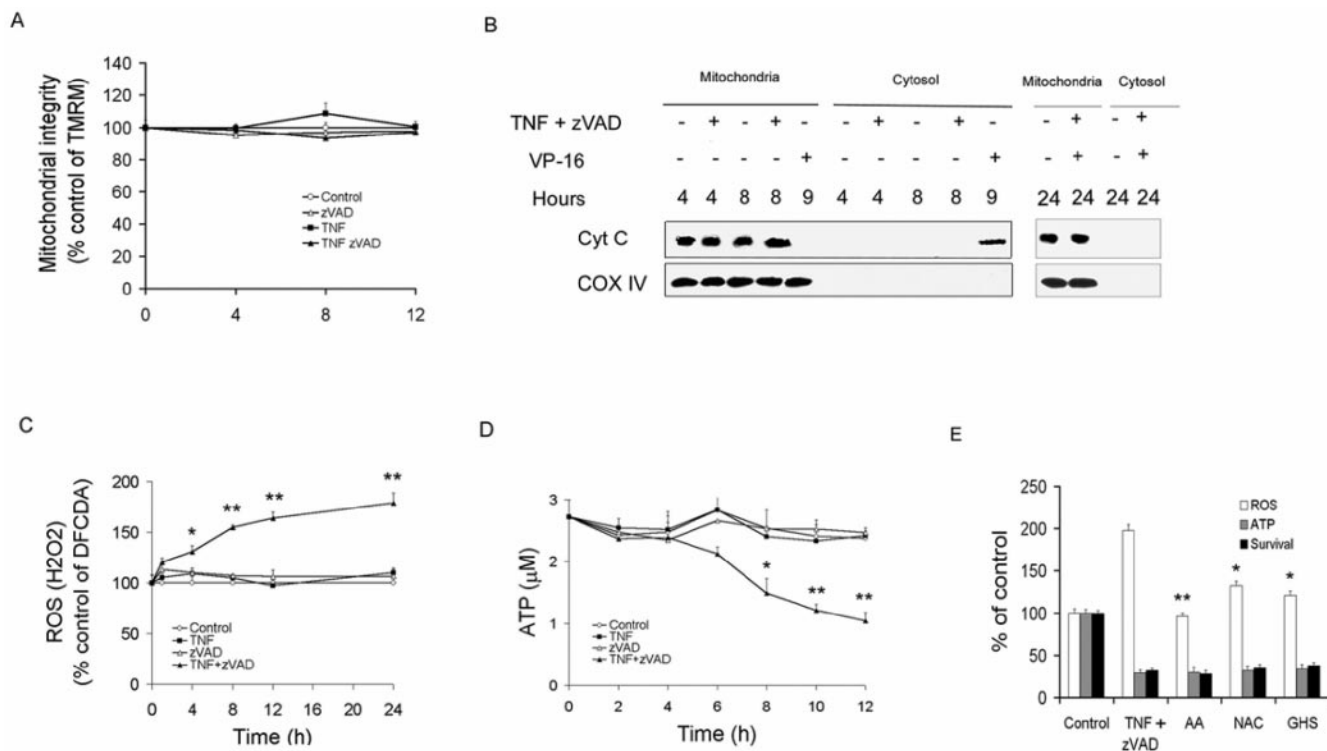 A
Mitochondrial integrity
(% control of TMRM)
140
120
100
80
60
40
20
0
Control
zVAD
TNF
TNF zVAD
0 4 8 12
B
Mitochondria Cytosol Mitochondria Cytosol
TNF + zVAD - + - + - + - + - + - +
VP-16 - - - - + - - - - + - + - +
Hours 4 4 8 8 9 4 4 8 8 9 24 24 24 24
Cyt C
COX IV
C
ROS (H2O2)
(% control of DFCDA)
200
150
100
50
0
* ** ** **
Control
TNF
zVAD
TNF+zVAD
0 4 8 12 16 20 24
Time (h)
D
ATP (μM)
3
2
1
0
* ** **
Control
TNF
zVAD
TNF+zVAD
0 2 4 6 8 10 12
Time (h)
E
% of control
250
200
150
100
50
0
ROS
ATP
Survival
** * *
Control TNF + AA NAC GHS
zVAD